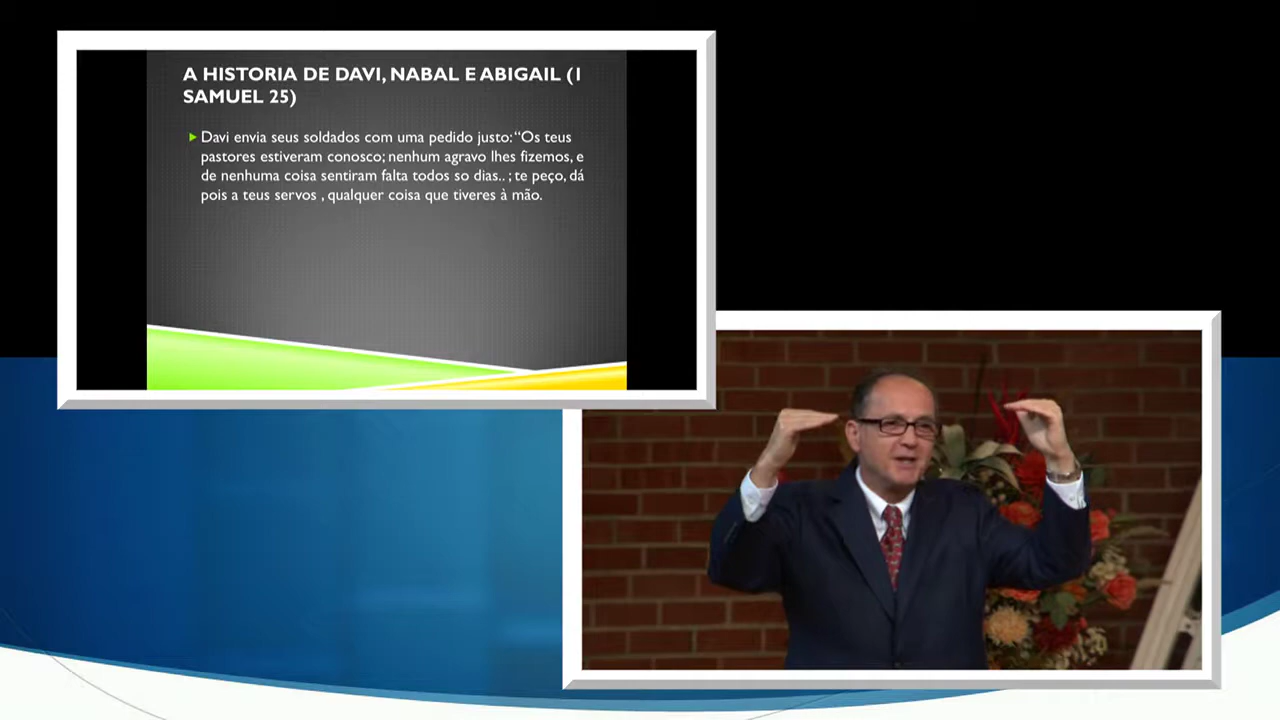 A HISTORIA DE DAVI, NABAL E ABIGAIL (I
SAMUEL 25)
Davi envia seus soldados com uma pedido justo: “Os teus
pastores estiveram conosco; nenhum agravo lhes fizemos, e
de nenhuma coisa sentiram falta todos so dias.. ; te peço, dá
pois a teus servos , qualquer coisa que tiveres à mão.